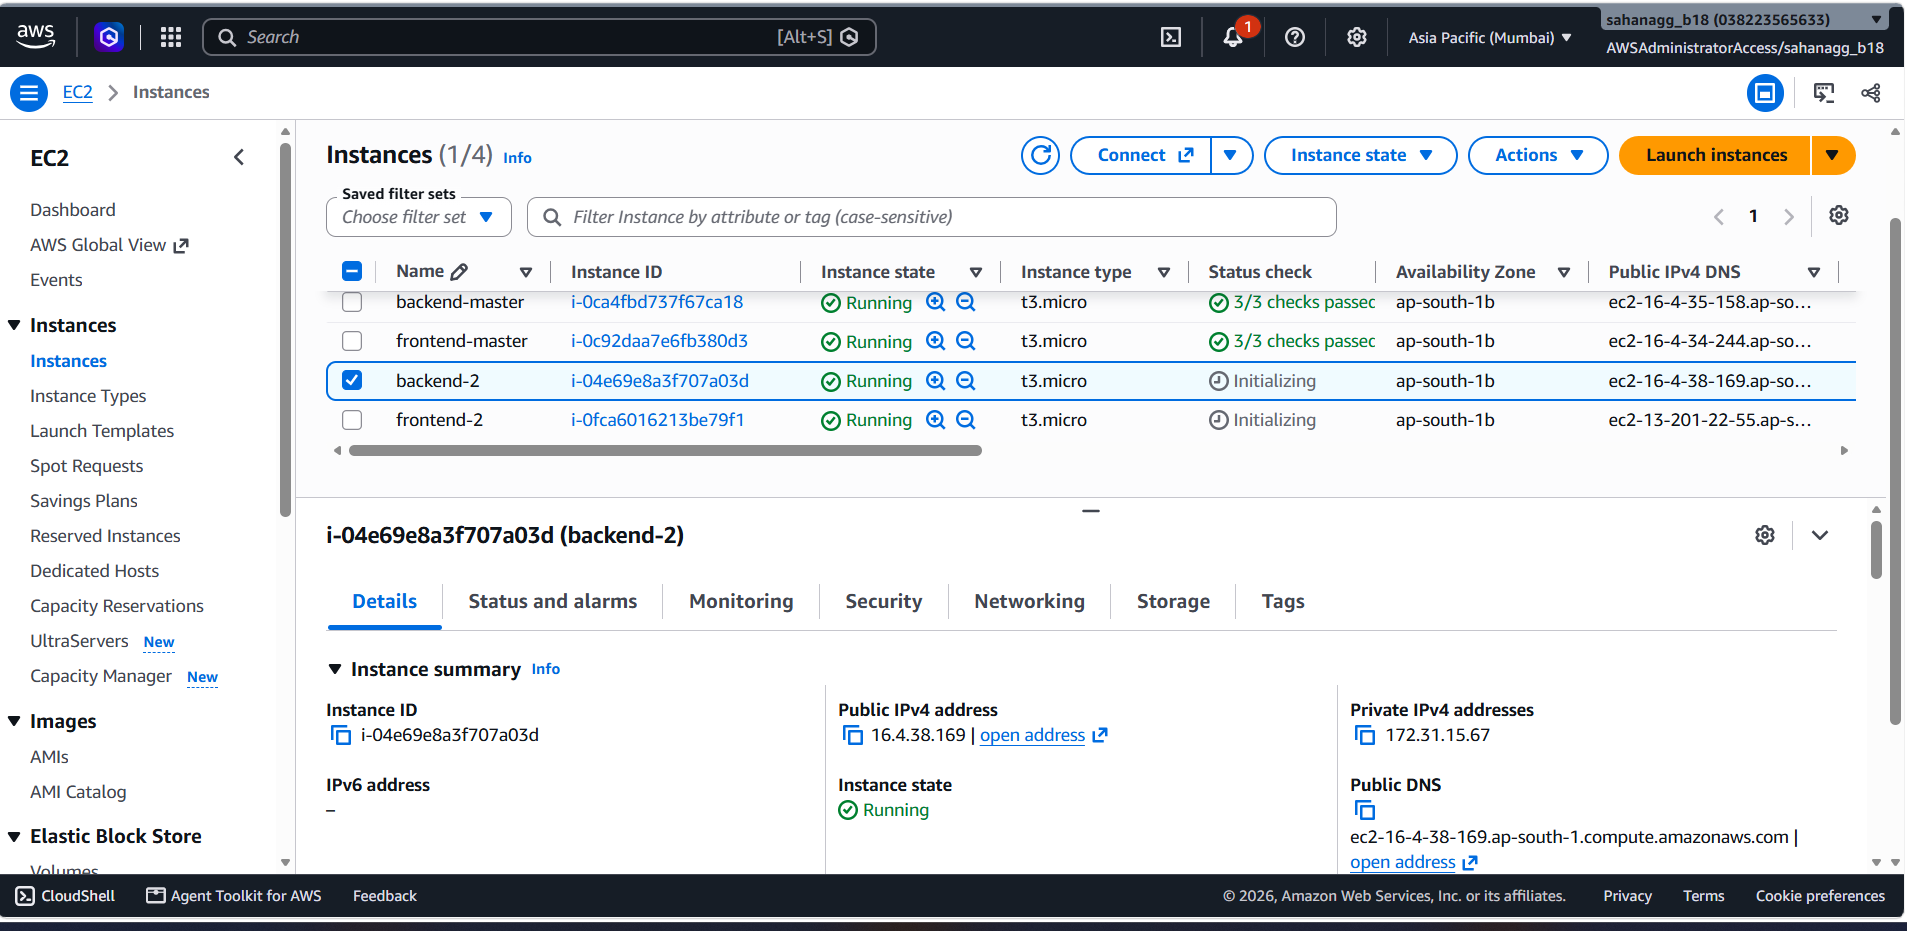 aws
Search [Alt+S]
1
Asia Pacific (Mumbai)
sahanagg_b18 (038223565633)
AWSAdministratorAccess/sahanagg_b18
EC2 Instances
EC2
Dashboard
AWS Global View
Events
Instances
Instances
Instance Types
Launch Templates
Spot Requests
Savings Plans
Reserved Instances
Dedicated Hosts
Capacity Reservations
UltraServers New
Capacity Manager New
Images
AMIs
AMI Catalog
Elastic Block Store
Volumes
Instances (1/4) Info
Connect
Instance state
Actions
Launch instances
Saved filter sets
Choose filter set
Filter Instance by attribute or tag (case-sensitive)
1
Name Instance ID Instance state Instance type Status check Availability Zone Public IPv4 DNS
backend-master i-0ca4fbd737f67ca18 Running t3.micro 3/3 checks passec ap-south-1b ec2-16-4-35-158.ap-so...
frontend-master i-0c92daa7e6fb380d3 Running t3.micro 3/3 checks passec ap-south-1b ec2-16-4-34-244.ap-so...
backend-2 i-04e69e8a3f707a03d Running t3.micro Initializing ap-south-1b ec2-16-4-38-169.ap-so...
frontend-2 i-0fca6016213be79f1 Running t3.micro Initializing ap-south-1b ec2-13-201-22-55.ap-s...
i-04e69e8a3f707a03d (backend-2)
Details Status and alarms Monitoring Security Networking Storage Tags
Instance summary Info
Instance ID
i-04e69e8a3f707a03d
IPv6 address
–
Public IPv4 address
16.4.38.169 | open address
Instance state
Running
Private IPv4 addresses
172.31.15.67
Public DNS
ec2-16-4-38-169.ap-south-1.compute.amazonaws.com |
open address
CloudShell Agent Toolkit for AWS Feedback © 2026, Amazon Web Services, Inc. or its affiliates. Privacy Terms Cookie preferences